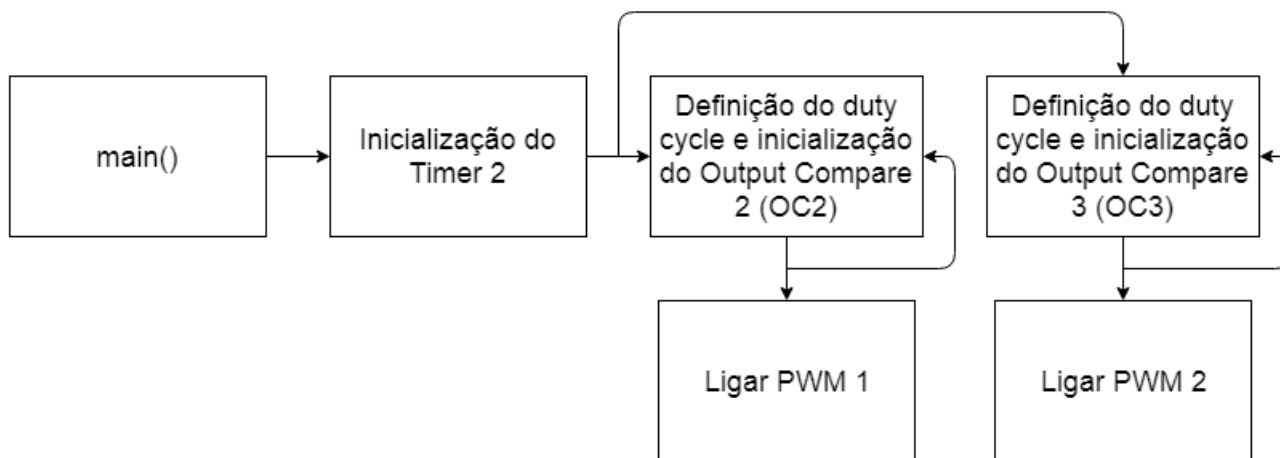 main()
Inicialização do
Timer 2
Definição do duty
cycle e inicialização
do Output Compare
2 (OC2)
Definição do duty
cycle e inicialização
do Output Compare
3 (OC3)
Ligar PWM 1
Ligar PWM 2